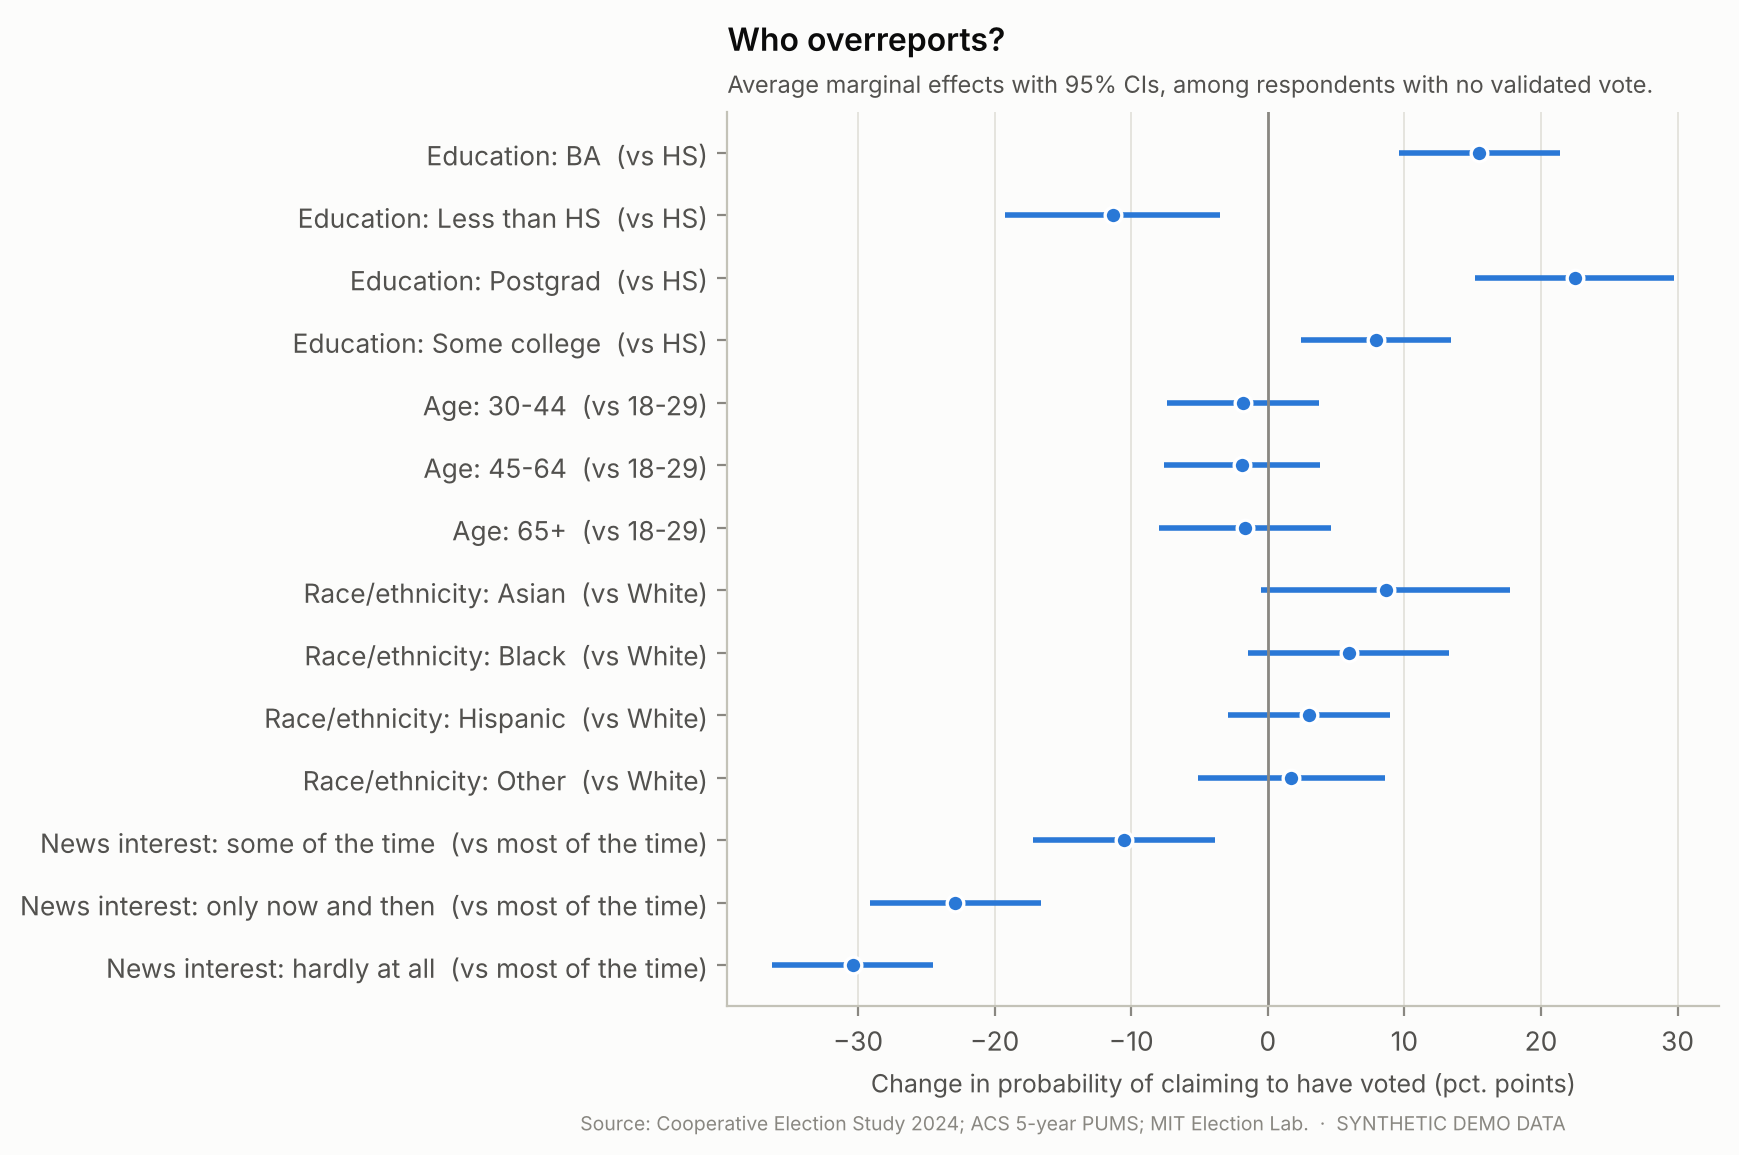 Who overreports?
Average marginal effects with 95% CIs, among respondents with no validated vote.
Education: BA (vs HS)
Education: Less than HS (vs HS)
Education: Postgrad (vs HS)
Education: Some college (vs HS)
Age: 30-44 (vs 18-29)
Age: 45-64 (vs 18-29)
Age: 65+ (vs 18-29)
Race/ethnicity: Asian (vs White)
Race/ethnicity: Black (vs White)
Race/ethnicity: Hispanic (vs White)
Race/ethnicity: Other (vs White)
News interest: some of the time (vs most of the time)
News interest: only now and then (vs most of the time)
News interest: hardly at all (vs most of the time)
−30 −20 −10 0 10 20 30
Change in probability of claiming to have voted (pct. points)
Source: Cooperative Election Study 2024; ACS 5-year PUMS; MIT Election Lab. · SYNTHETIC DEMO DATA